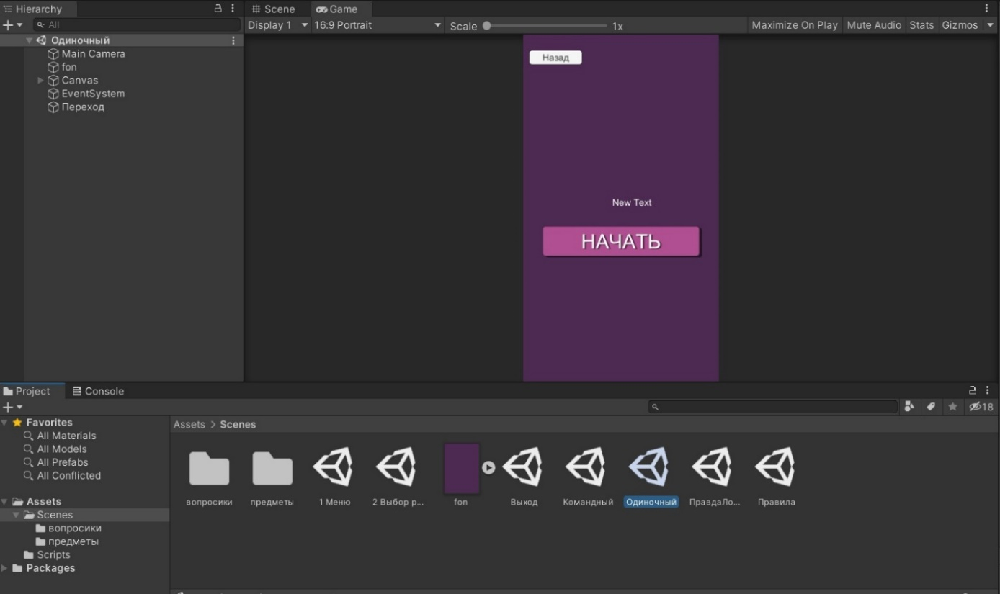 Hierarchy
All
Одиночный
Main Camera
fon
Canvas
EventSystem
Переход
Scene Game
Display 1 16:9 Portrait Scale 1x Maximize On Play Mute Audio Stats Gizmos
Назад
New Text
НАЧАТЬ
Project Console
18
Favorites
All Materials
All Models
All Prefabs
All Conflicted
Assets
Scenes
вопросики
предметы
Scripts
Packages
Assets > Scenes
вопросики предметы 1 Меню 2 Выбор р... fon Выход Командный Одиночный ПравдаЛо... Правила